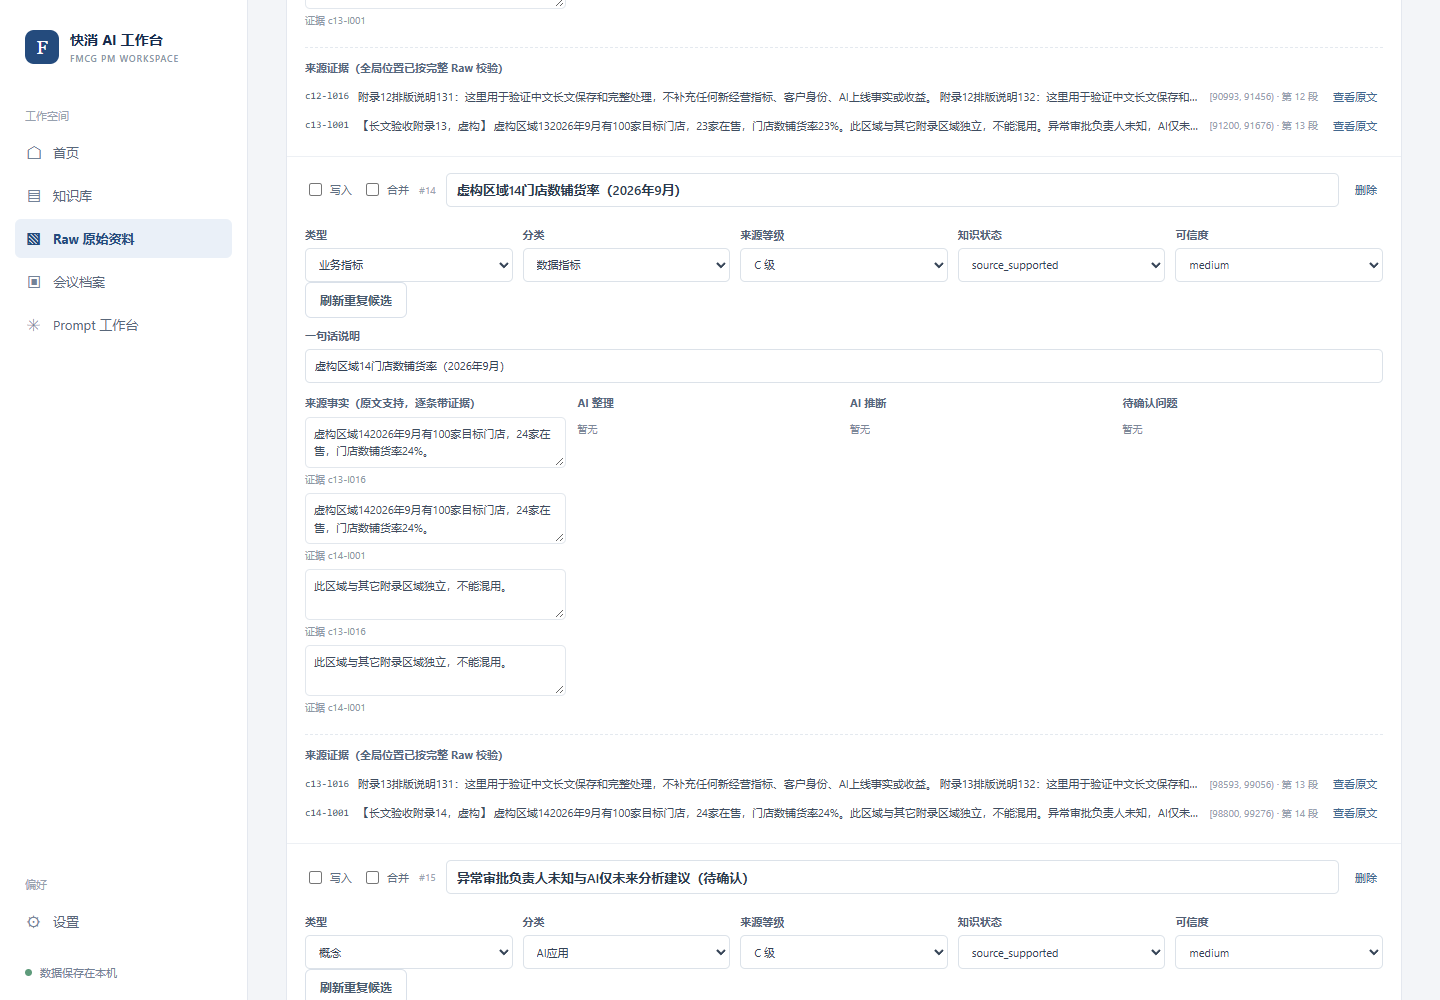 F
快消 AI 工作台
FMCG PM WORKSPACE
工作空间
首页
知识库
Raw 原始资料
会议档案
Prompt 工作台
偏好
设置
数据保存在本机
证据 c13-l001
来源证据（全局位置已按完整 Raw 校验）
c12-l016 附录12排版说明131：这里用于验证中文长文保存和完整处理，不补充任何新经营指标、客户身份、AI上线事实或收益。 附录12排版说明132：这里用于验证中文长文保存和... [90993, 91456) · 第 12 段 查看原文
c13-l001 【长文验收附录13，虚构】 虚构区域132026年9月有100家目标门店，23家在售，门店数铺货率23%。此区域与其它附录区域独立，不能混用。异常审批负责人未知，AI仅未... [91200, 91676) · 第 13 段 查看原文
写入 合并 #14 虚构区域14门店数铺货率（2026年9月） 删除
类型 分类 来源等级 知识状态 可信度
业务指标 数据指标 C 级 source_supported medium
刷新重复候选
一句话说明
虚构区域14门店数铺货率（2026年9月）
来源事实（原文支持，逐条带证据） AI 整理 AI 推断 待确认问题
暂无 暂无 暂无
虚构区域142026年9月有100家目标门店，24家在
售，门店数铺货率24%。
证据 c13-l016
虚构区域142026年9月有100家目标门店，24家在
售，门店数铺货率24%。
证据 c14-l001
此区域与其它附录区域独立，不能混用。
证据 c13-l016
此区域与其它附录区域独立，不能混用。
证据 c14-l001
来源证据（全局位置已按完整 Raw 校验）
c13-l016 附录13排版说明131：这里用于验证中文长文保存和完整处理，不补充任何新经营指标、客户身份、AI上线事实或收益。 附录13排版说明132：这里用于验证中文长文保存和... [98593, 99056) · 第 13 段 查看原文
c14-l001 【长文验收附录14，虚构】 虚构区域142026年9月有100家目标门店，24家在售，门店数铺货率24%。此区域与其它附录区域独立，不能混用。异常审批负责人未知，AI仅未... [98800, 99276) · 第 14 段 查看原文
写入 合并 #15 异常审批负责人未知与AI仅未来分析建议（待确认） 删除
类型 分类 来源等级 知识状态 可信度
概念 AI应用 C 级 source_supported medium
刷新重复候选